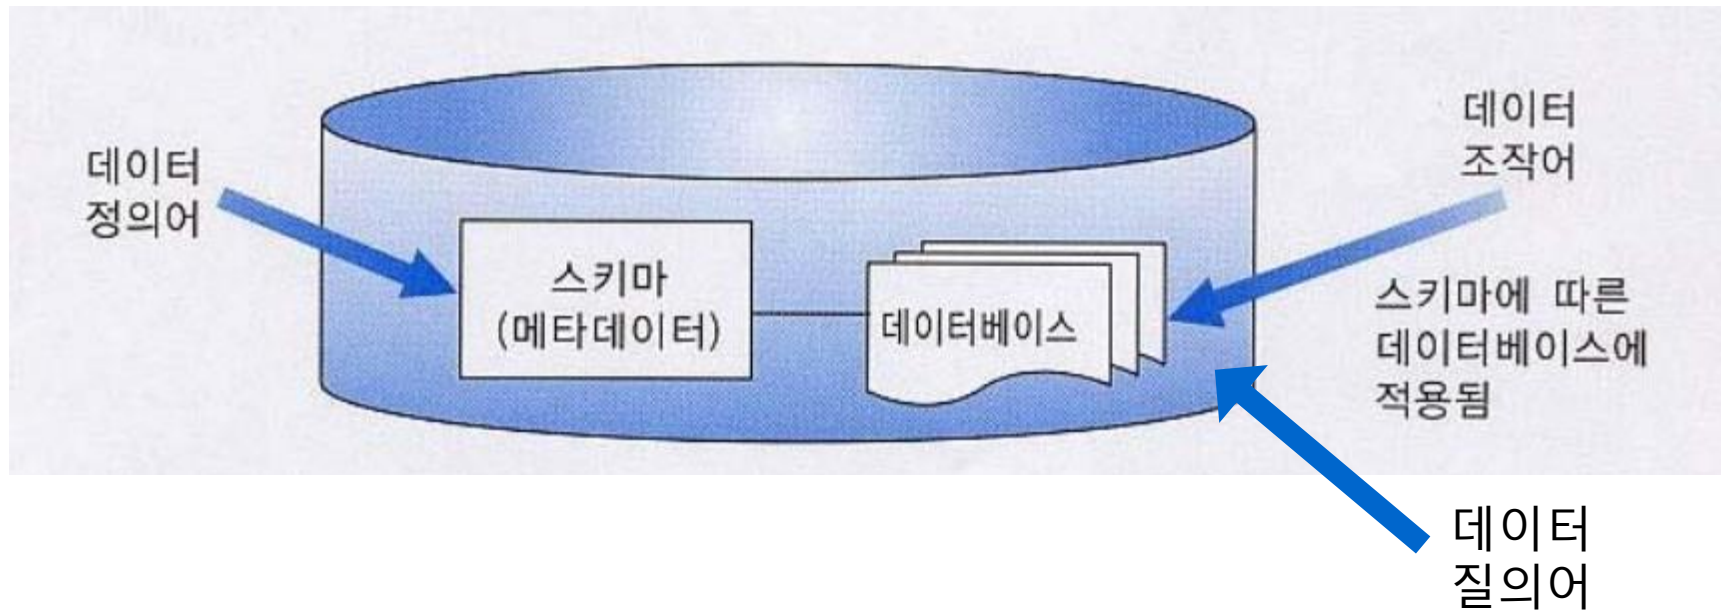 데이터
정의어
스키마
(메타데이터)
데이터베이스
데이터
조작어
스키마에 따른
데이터베이스에
적용됨
데이터
질의어